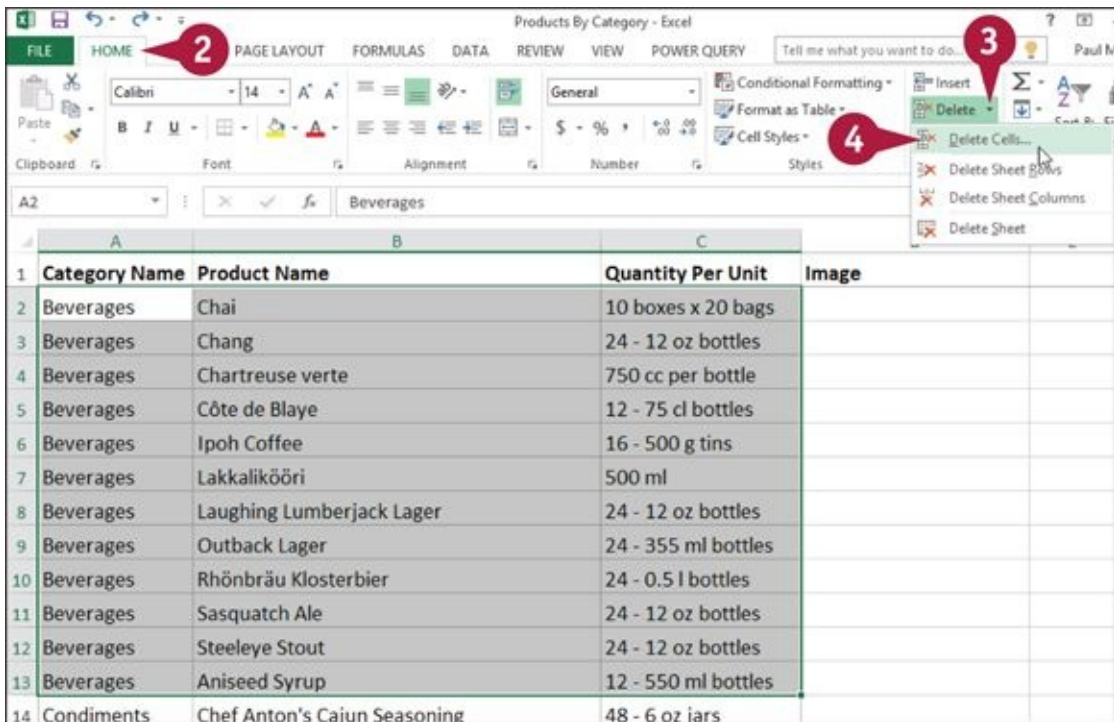 Products By Category - Excel
?
FILE HOME 2 PAGE LAYOUT FORMULAS DATA REVIEW VIEW POWER QUERY Tell me what you want to do... 3 Paul M
Calibri 14 A A General Conditional Formatting Insert Σ A Z
Paste B I U A $ % , Format as Table Delete
Cell Styles 4 Delete Cells...
Clipboard Font Alignment Number Styles Delete Sheet Rows
Delete Sheet Columns
A2 fx Beverages Delete Sheet
A B C
1 Category Name Product Name Quantity Per Unit Image
2 Beverages Chai 10 boxes x 20 bags
3 Beverages Chang 24 - 12 oz bottles
4 Beverages Chartreuse verte 750 cc per bottle
5 Beverages Côte de Blaye 12 - 75 cl bottles
6 Beverages Ipoh Coffee 16 - 500 g tins
7 Beverages Lakkalikööri 500 ml
8 Beverages Laughing Lumberjack Lager 24 - 12 oz bottles
9 Beverages Outback Lager 24 - 355 ml bottles
10 Beverages Rhönbräu Klosterbier 24 - 0.5 l bottles
11 Beverages Sasquatch Ale 24 - 12 oz bottles
12 Beverages Steeleye Stout 24 - 12 oz bottles
13 Beverages Aniseed Syrup 12 - 550 ml bottles
14 Condiments Chef Anton's Cajun Seasoning 48 - 6 oz jars